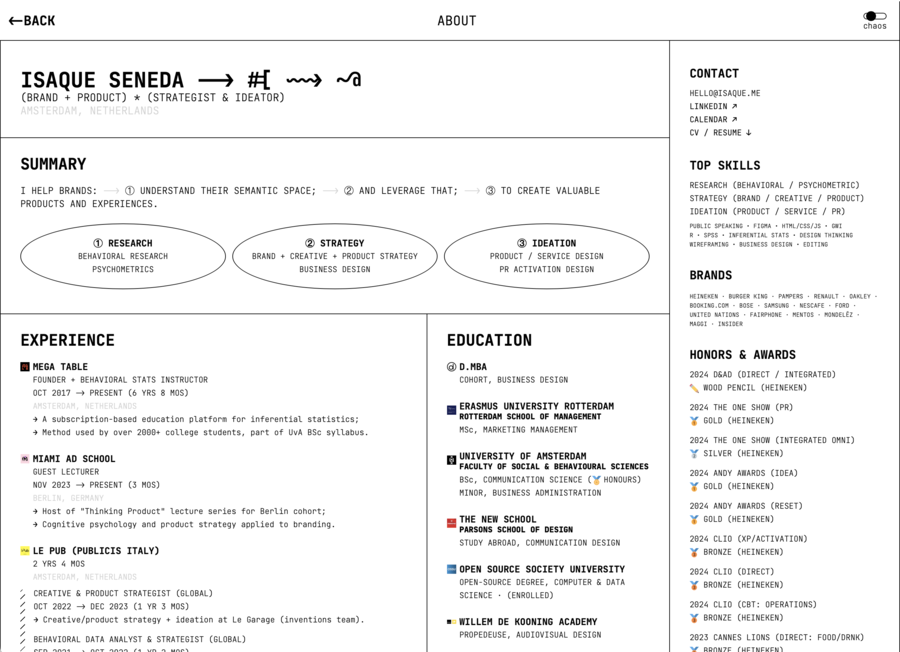 ←BACK
ABOUT
chaos
ISAQUE SENEDA ⟶ #[ ⟿ ~@
(BRAND + PRODUCT) * (STRATEGIST & IDEATOR)
AMSTERDAM, NETHERLANDS
SUMMARY
I HELP BRANDS: ⟶ ① UNDERSTAND THEIR SEMANTIC SPACE; ⟶ ② AND LEVERAGE THAT; ⟶ ③ TO CREATE VALUABLE
PRODUCTS AND EXPERIENCES.
① RESEARCH
BEHAVIORAL RESEARCH
PSYCHOMETRICS
② STRATEGY
BRAND + CREATIVE + PRODUCT STRATEGY
BUSINESS DESIGN
③ IDEATION
PRODUCT / SERVICE DESIGN
PR ACTIVATION DESIGN
EXPERIENCE
MEGA TABLE
FOUNDER + BEHAVIORAL STATS INSTRUCTOR
OCT 2017 → PRESENT (6 YRS 8 MOS)
AMSTERDAM, NETHERLANDS
→ A subscription-based education platform for inferential statistics;
→ Method used by over 2000+ college students, part of UvA BSc syllabus.
MIAMI AD SCHOOL
GUEST LECTURER
NOV 2023 → PRESENT (3 MOS)
BERLIN, GERMANY
→ Host of "Thinking Product" lecture series for Berlin cohort;
→ Cognitive psychology and product strategy applied to branding.
LE PUB (PUBLICIS ITALY)
2 YRS 4 MOS
AMSTERDAM, NETHERLANDS
CREATIVE & PRODUCT STRATEGIST (GLOBAL)
OCT 2022 → DEC 2023 (1 YR 3 MOS)
→ Creative/product strategy + ideation at Le Garage (inventions team).
BEHAVIORAL DATA ANALYST & STRATEGIST (GLOBAL)
SEP 2021 → OCT 2022 (1 YR 2 MOS)
EDUCATION
D.MBA
COHORT, BUSINESS DESIGN
ERASMUS UNIVERSITY ROTTERDAM
ROTTERDAM SCHOOL OF MANAGEMENT
MSc, MARKETING MANAGEMENT
UNIVERSITY OF AMSTERDAM
FACULTY OF SOCIAL & BEHAVIOURAL SCIENCES
BSc, COMMUNICATION SCIENCE (🏅 HONOURS)
MINOR, BUSINESS ADMINISTRATION
THE NEW SCHOOL
PARSONS SCHOOL OF DESIGN
STUDY ABROAD, COMMUNICATION DESIGN
OPEN SOURCE SOCIETY UNIVERSITY
OPEN-SOURCE DEGREE, COMPUTER & DATA
SCIENCE · (ENROLLED)
WILLEM DE KOONING ACADEMY
PROPEDEUSE, AUDIOVISUAL DESIGN
CONTACT
HELLO@ISAQUE.ME
LINKEDIN ↗
CALENDAR ↗
CV / RESUME ↓
TOP SKILLS
RESEARCH (BEHAVIORAL / PSYCHOMETRIC)
STRATEGY (BRAND / CREATIVE / PRODUCT)
IDEATION (PRODUCT / SERVICE / PR)
PUBLIC SPEAKING • FIGMA • HTML/CSS/JS • GWI
R • SPSS • INFERENTIAL STATS • DESIGN THINKING
WIREFRAMING • BUSINESS DESIGN • EDITING
BRANDS
HEINEKEN · BURGER KING · PAMPERS · RENAULT · OAKLEY ·
BOOKING.COM · BOSE · SAMSUNG · NESCAFE · FORD ·
UNITED NATIONS · FAIRPHONE · MENTOS · MONDELĒZ ·
MAGGI · INSIDER
HONORS & AWARDS
2024 D&AD (DIRECT / INTEGRATED)
✏️ WOOD PENCIL (HEINEKEN)
2024 THE ONE SHOW (PR)
🥇 GOLD (HEINEKEN)
2024 THE ONE SHOW (INTEGRATED OMNI)
🥈 SILVER (HEINEKEN)
2024 ANDY AWARDS (IDEA)
🥇 GOLD (HEINEKEN)
2024 ANDY AWARDS (RESET)
🥇 GOLD (HEINEKEN)
2024 CLIO (XP/ACTIVATION)
🥉 BRONZE (HEINEKEN)
2024 CLIO (DIRECT)
🥉 BRONZE (HEINEKEN)
2024 CLIO (CBT: OPERATIONS)
🥉 BRONZE (HEINEKEN)
2023 CANNES LIONS (DIRECT: FOOD/DRNK)
🥉 BRONZE (HEINEKEN)